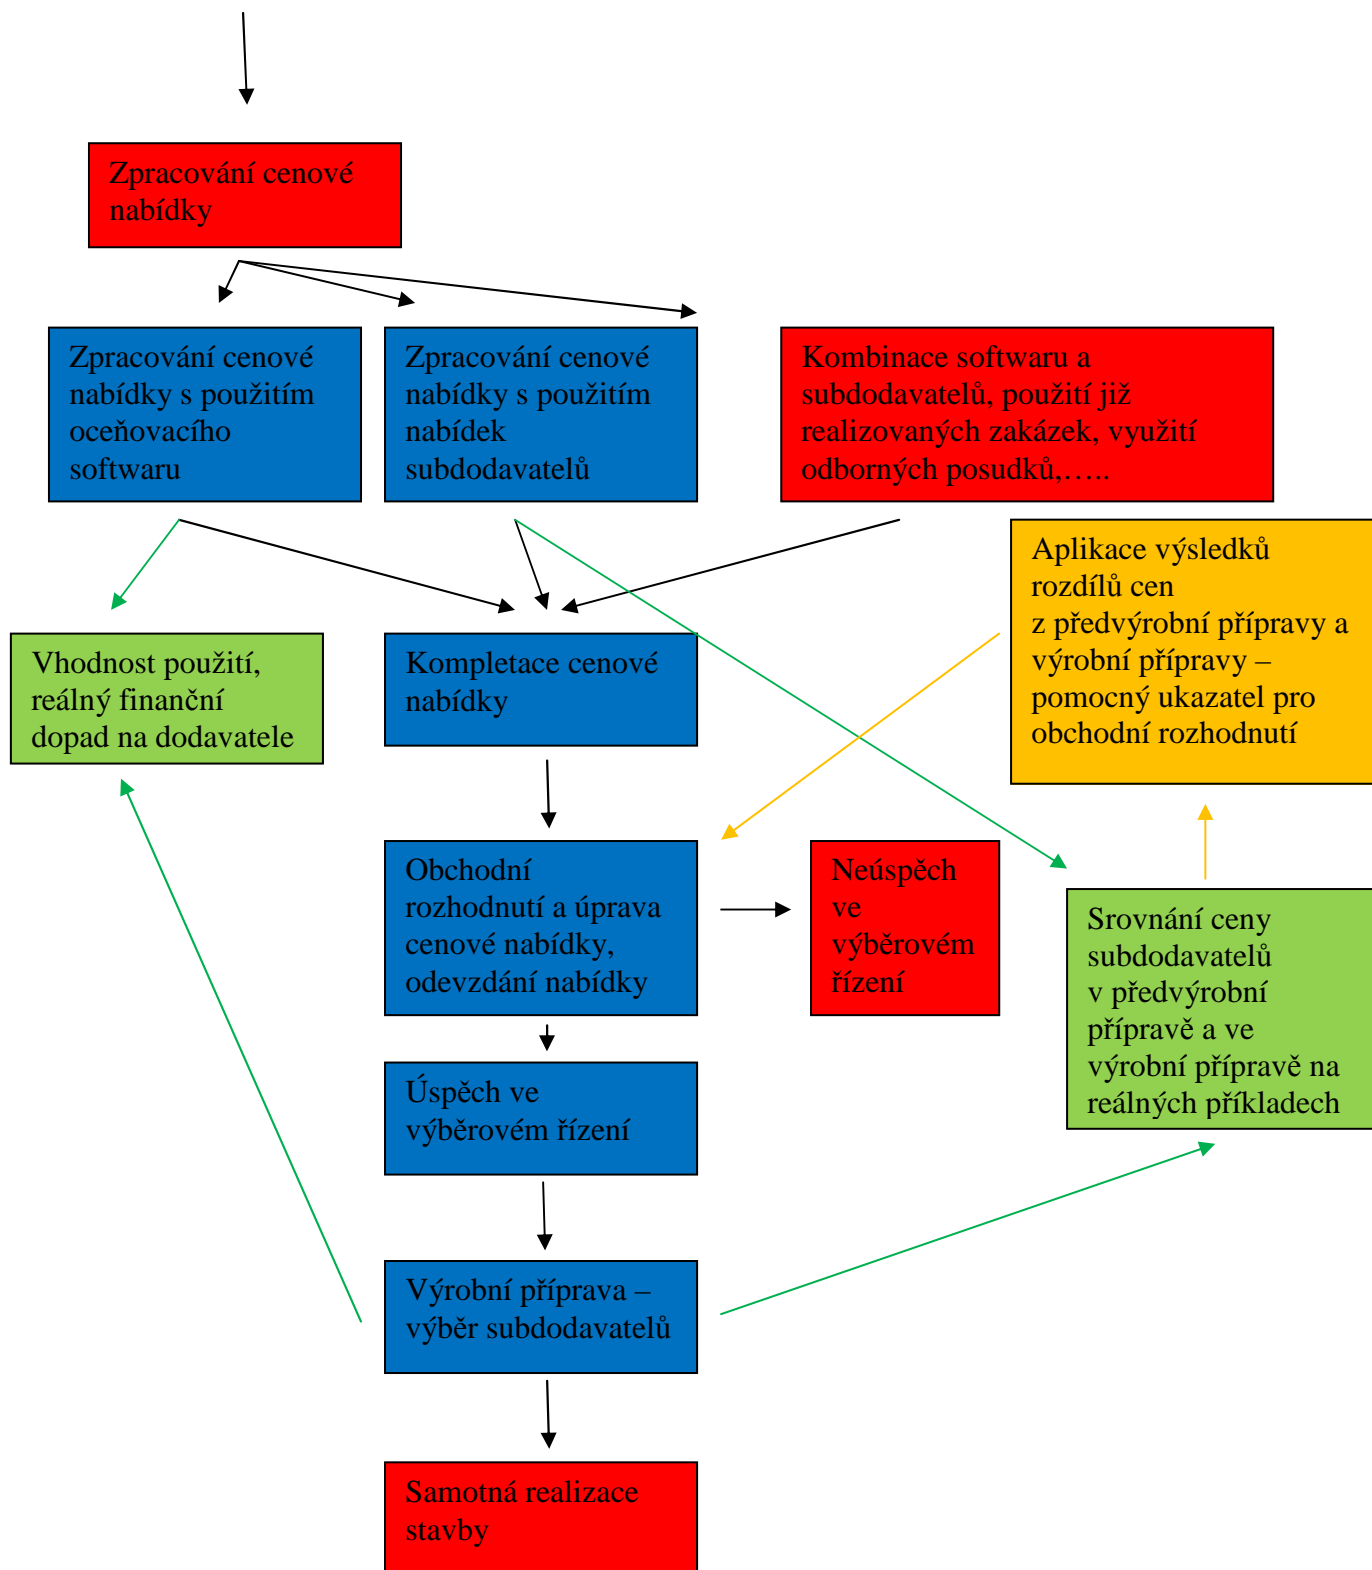 Zpracování cenové
nabídky
Zpracování cenové
nabídky s použitím
oceňovacího
softwaru
Zpracování cenové
nabídky s použitím
nabídek
subdodavatelů
Kombinace softwaru a
subdodavatelů, použití již
realizovaných zakázek, využití
odborných posudků,…..
Aplikace výsledků
rozdílů cen
z předvýrobní přípravy a
výrobní přípravy –
pomocný ukazatel pro
obchodní rozhodnutí
Vhodnost použití,
reálný finanční
dopad na dodavatele
Kompletace cenové
nabídky
Obchodní
rozhodnutí a úprava
cenové nabídky,
odevzdání nabídky
Neúspěch
ve
výběrovém
řízení
Srovnání ceny
subdodavatelů
v předvýrobní
přípravě a ve
výrobní přípravě na
reálných příkladech
Úspěch ve
výběrovém řízení
Výrobní příprava –
výběr subdodavatelů
Samotná realizace
stavby